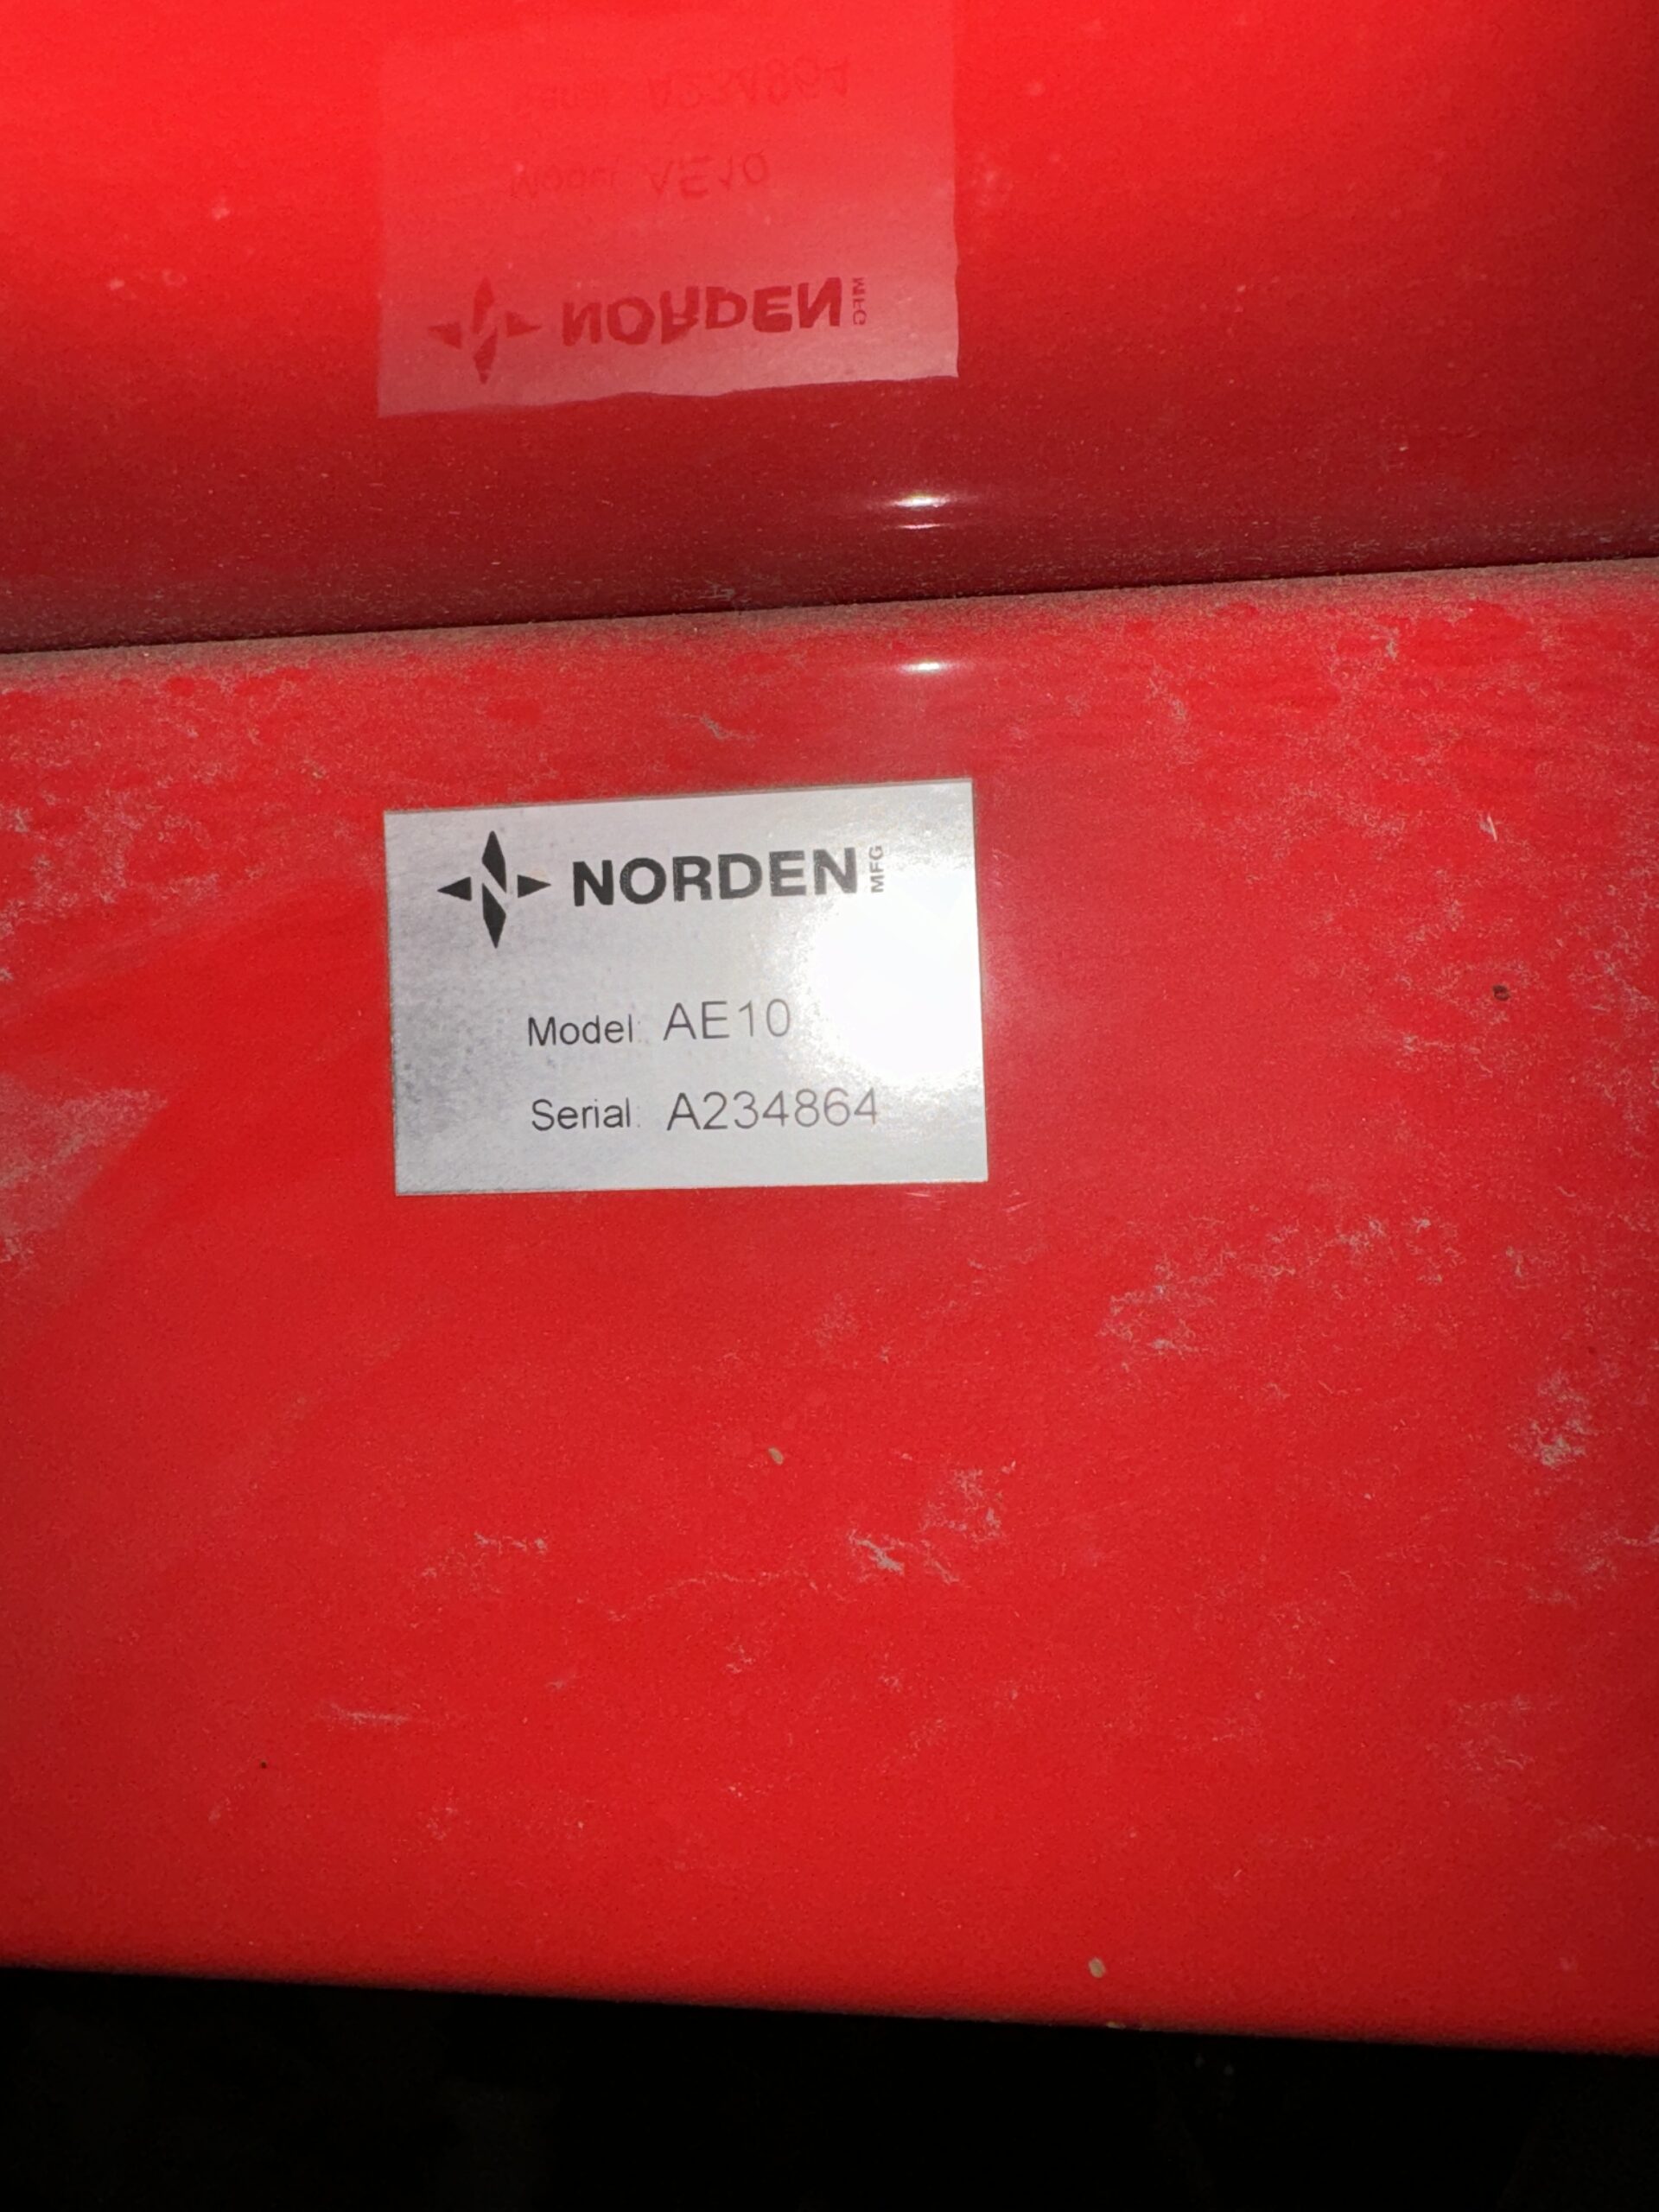 NORDEN MFG
Model: AE10
Serial: A234864